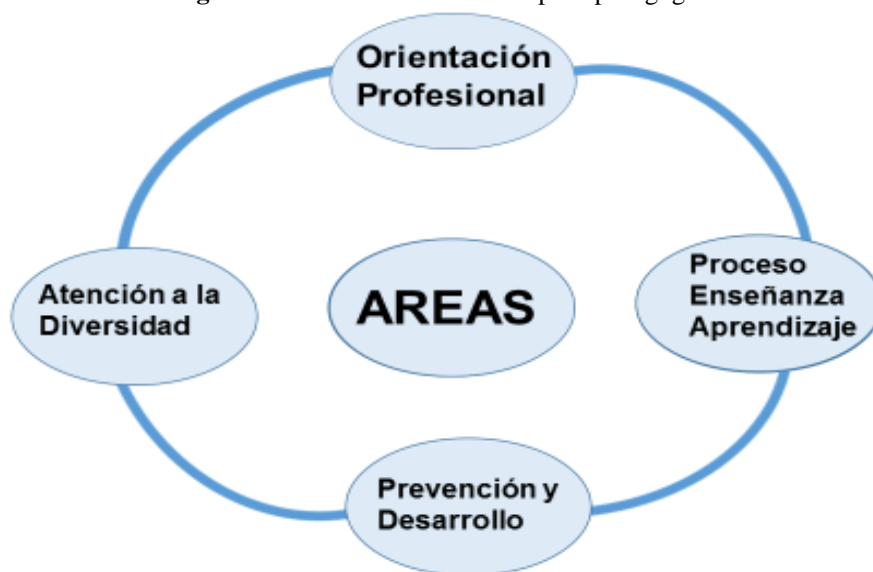 Orientación
Profesional
Atención a la
Diversidad
AREAS
Proceso
Enseñanza
Aprendizaje
Prevención y
Desarrollo